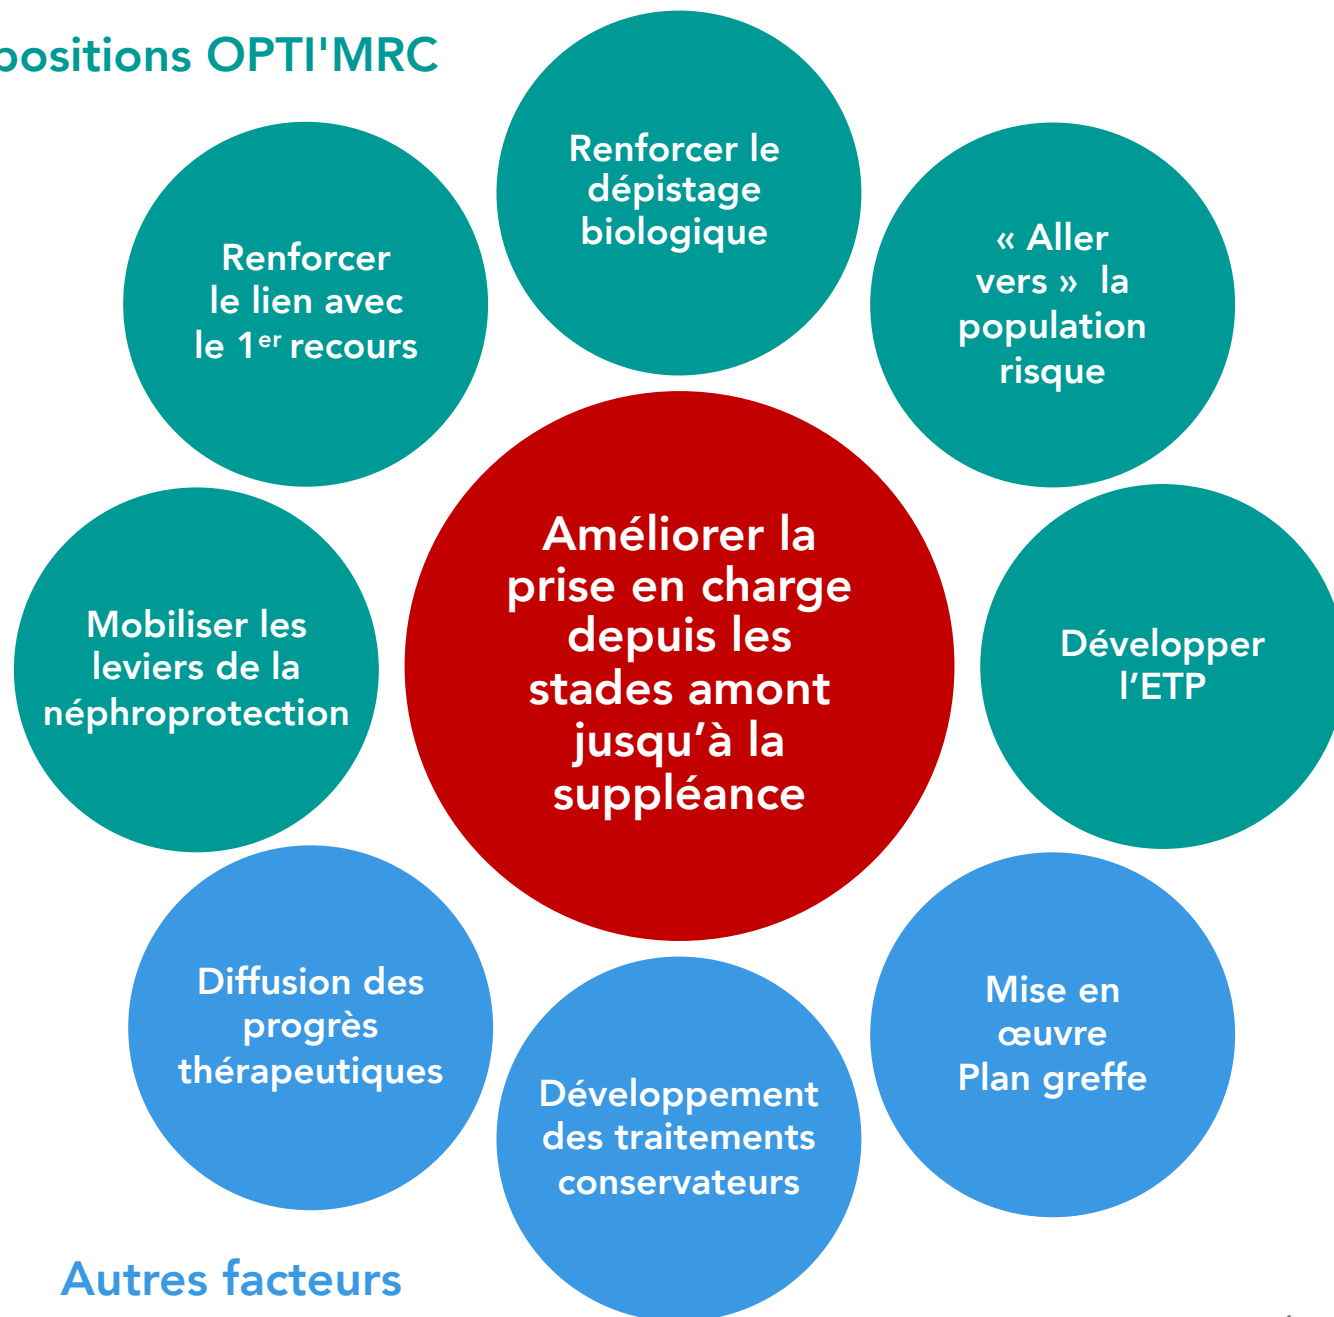 positions OPTI'MRC
Renforcer le
dépistage
biologique
« Aller
vers » la
population
risque
Renforcer
le lien avec
le 1er recours
Améliorer la
prise en charge
depuis les
stades amont
jusqu’à la
suppléance
Mobiliser les
leviers de la
néphroprotection
Développer
l’ETP
Diffusion des
progrès
thérapeutiques
Mise en
œuvre
Plan greffe
Développement
des traitements
conservateurs
Autres facteurs